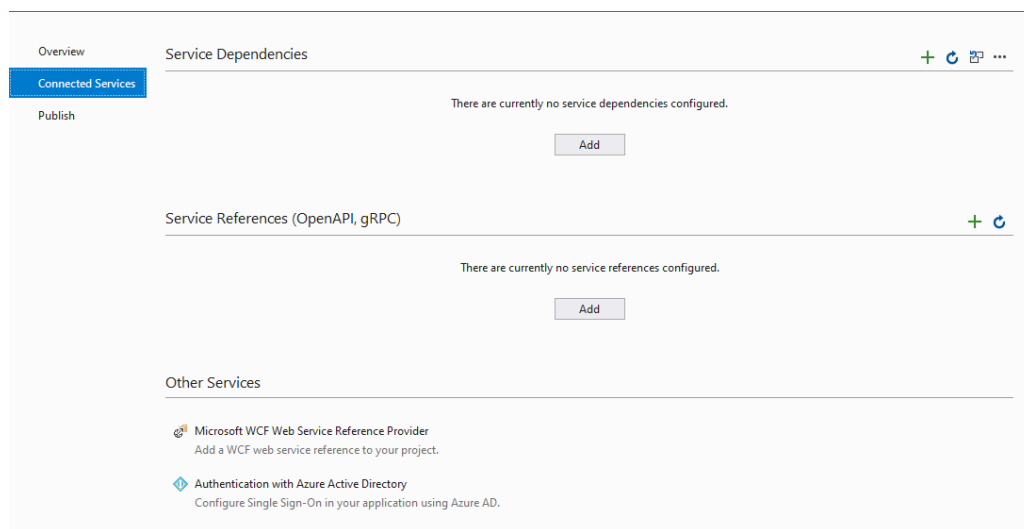 Overview
Connected Services
Publish
Service Dependencies
There are currently no service dependencies configured.
Add
Service References (OpenAPI, gRPC)
There are currently no service references configured.
Add
Other Services
Microsoft WCF Web Service Reference Provider
Add a WCF web service reference to your project.
Authentication with Azure Active Directory
Configure Single Sign-On in your application using Azure AD.